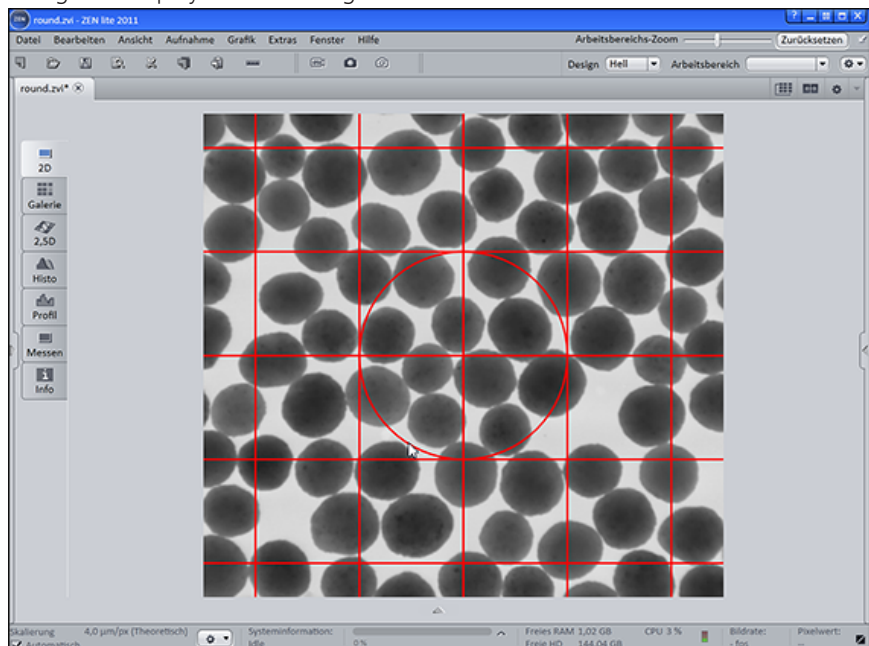 round.zvi - ZEN lite 2011
Datei Bearbeiten Ansicht Aufnahme Grafik Extras Fenster Hilfe Arbeitsbereichs-Zoom Zurücksetzen
Design Hell Arbeitsbereich
round.zvi*
2D
Galerie
2,5D
Histo
Profil
Messen
Info
Skalierung 4,0 µm/px (Theoretisch) Systeminformation: Freies RAM 1,02 GB CPU 3 % Bildrate: Pixelwert:
Automatisch Idle 0 % Freie HD 144,04 GB - fps